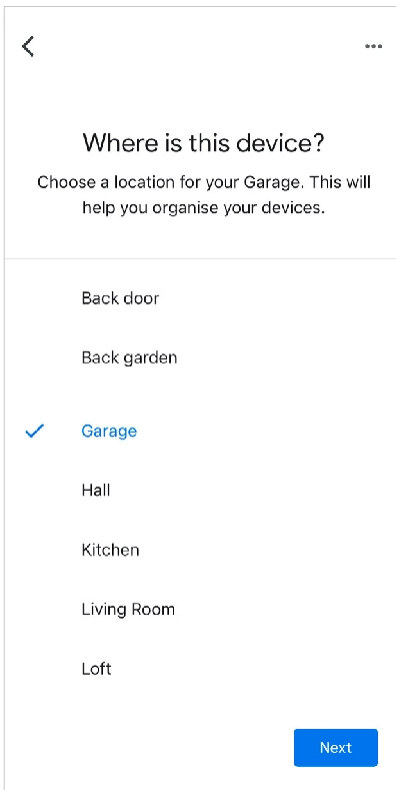 Where is this device?
Choose a location for your Garage. This will
help you organise your devices.
Back door
Back garden
Garage
Hall
Kitchen
Living Room
Loft
Next